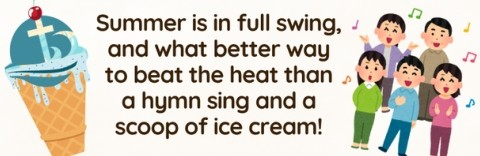 Summer is in full swing,
and what better way
to beat the heat than
a hymn sing and a
scoop of ice cream!